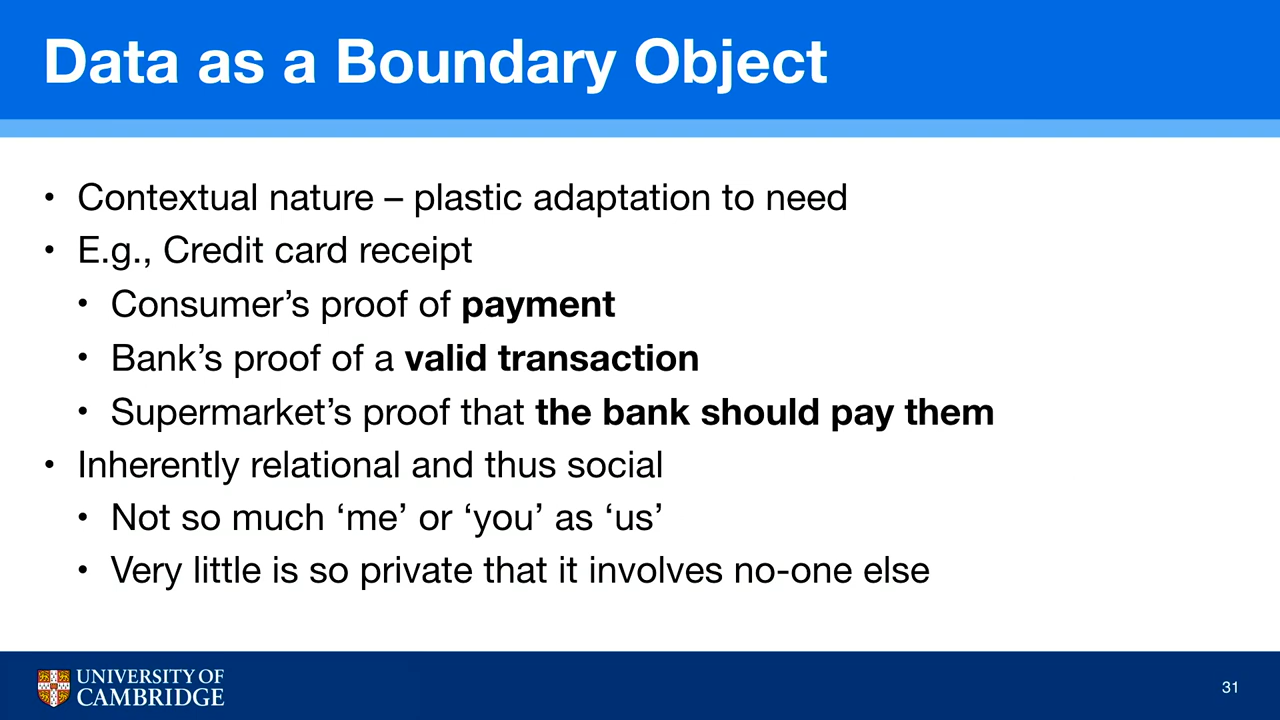 Data as a Boundary Object
• Contextual nature – plastic adaptation to need
• E.g., Credit card receipt
• Consumer’s proof of payment
• Bank’s proof of a valid transaction
• Supermarket’s proof that the bank should pay them
• Inherently relational and thus social
• Not so much ‘me’ or ‘you’ as ‘us’
• Very little is so private that it involves no-one else
UNIVERSITY OF
CAMBRIDGE
31